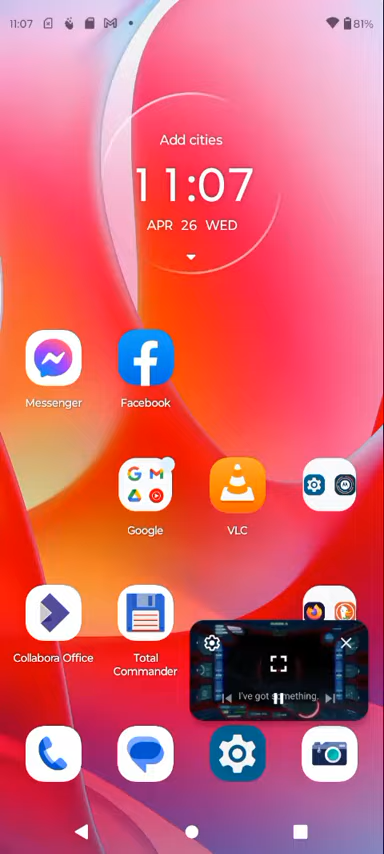 11:07
81%
Add cities
11:07
APR 26 WED
Messenger
Facebook
Google
VLC
Collabora Office
Total
Commander
I've got something.